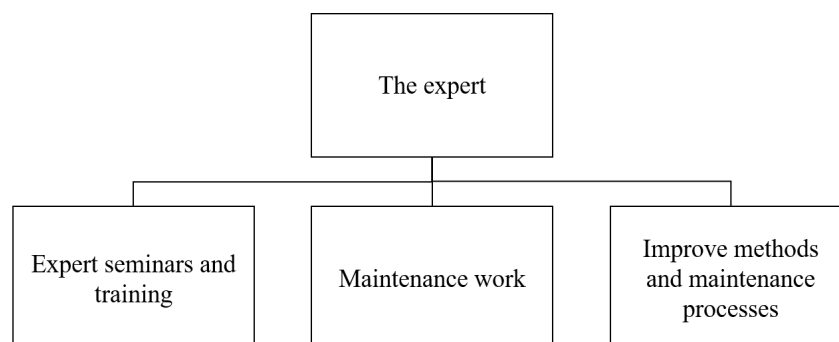 The expert
Expert seminars and
training
Maintenance work
Improve methods
and maintenance
processes